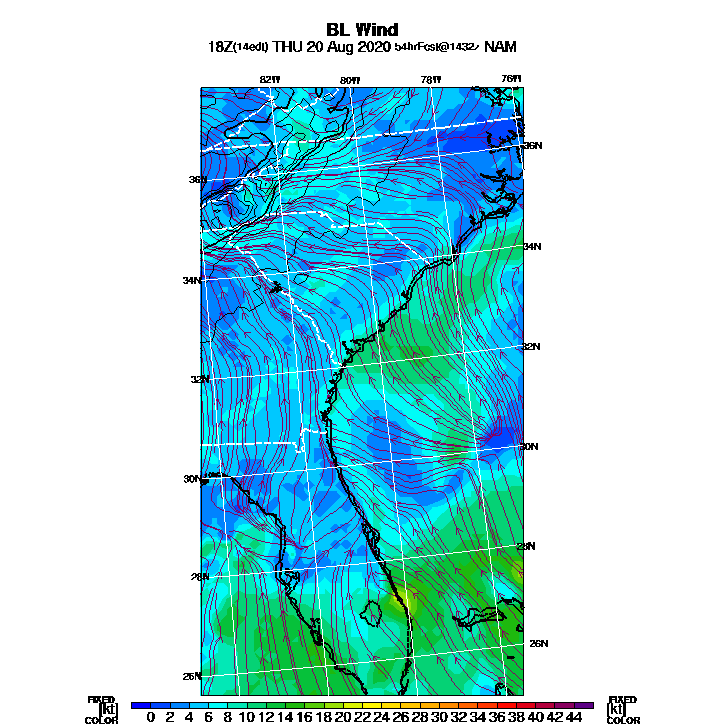 BL Wind
18Z(14edt) THU 20 Aug 2020 54hrFcst@1432z NAM
82W 80W 78W 76W
36N 36N
34N 34N
32N 32N
30N 30N
28N 28N
26N 26N
FIXED [kt] COLOR
0 2 4 6 8 10 12 14 16 18 20 22 24 26 28 30 32 34 36 38 40 42 44
FIXED [kt] COLOR